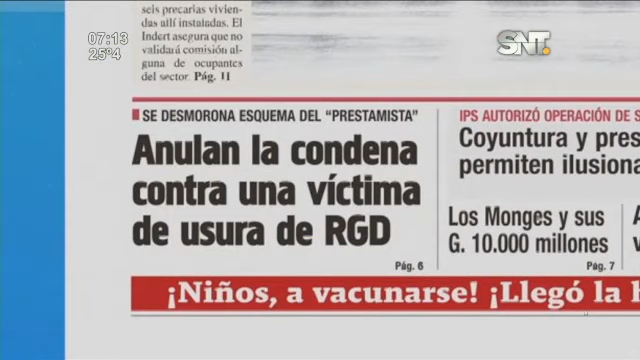 07:13
25°4
SNT.
seis precarias vivien-
das allí instaladas. El
Indert asegura que no
validará comisión al-
guna de ocupantes
del sector. Pág. 11
SE DESMORONA ESQUEMA DEL “PRESTAMISTA”
Anulan la condena
contra una víctima
de usura de RGD
Pág. 6
IPS AUTORIZÓ OPERACIÓN DE S
Coyuntura y pres
permiten ilusiona
Los Monges y sus
G. 10.000 millones
Pág. 7
¡Niños, a vacunarse! ¡Llegó la